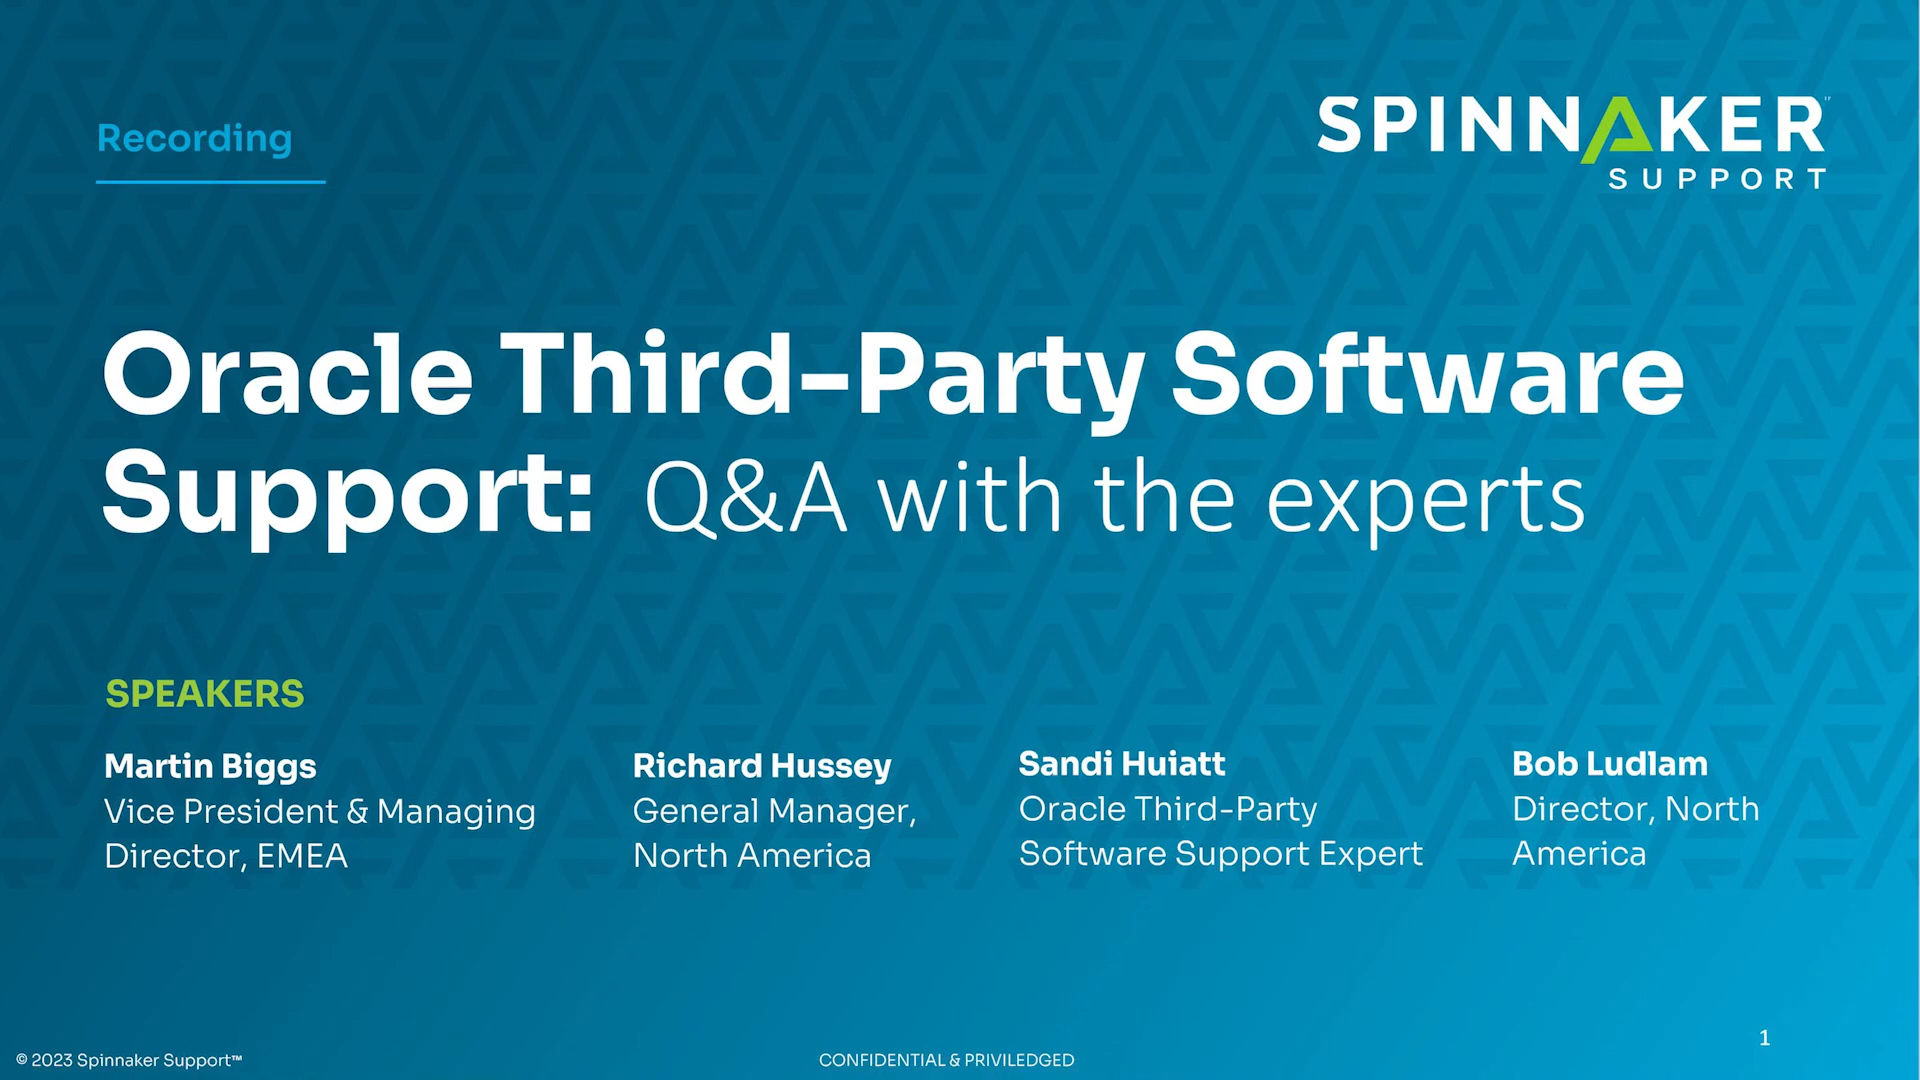 Recording
SPINNAKER
SUPPORT
Oracle Third-Party Software
Support: Q&A with the experts
SPEAKERS
Martin Biggs
Vice President & Managing
Director, EMEA
Richard Hussey
General Manager,
North America
Sandi Huiatt
Oracle Third-Party
Software Support Expert
Bob Ludlam
Director, North
America
1
© 2023 Spinnaker Support™
CONFIDENTIAL & PRIVILEDGED